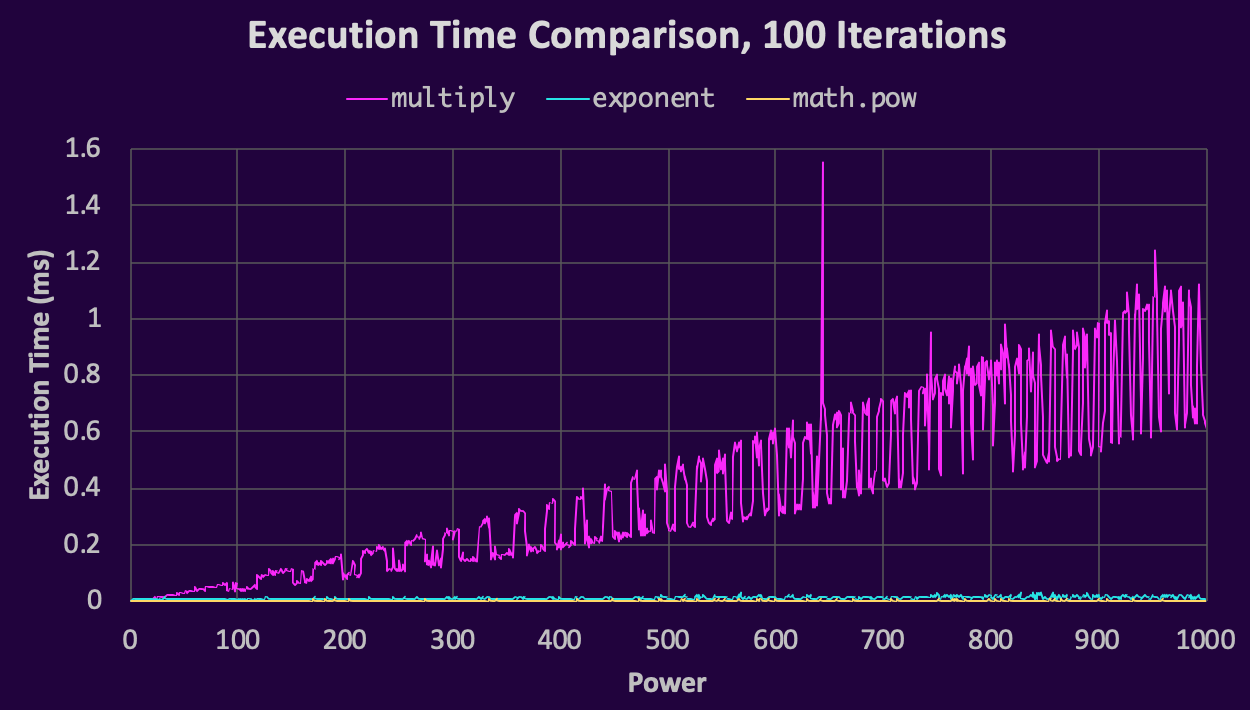 Execution Time Comparison, 100 Iterations
multiply exponent math.pow
1.6
1.4
1.2
1
0.8
0.6
0.4
0.2
0
Execution Time (ms)
0 100 200 300 400 500 600 700 800 900 1000
Power